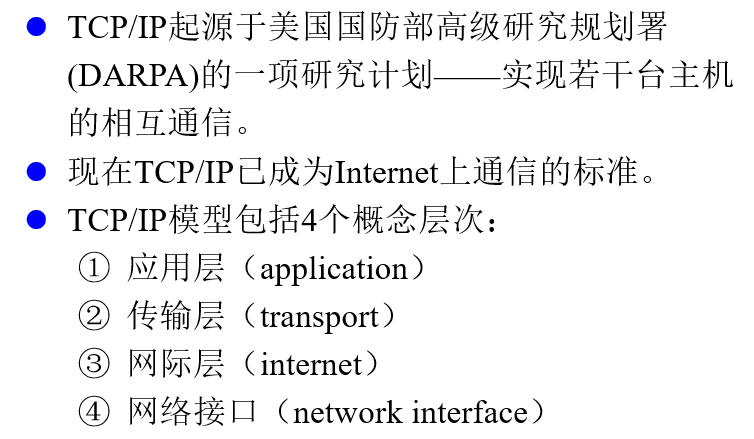 ● TCP/IP起源于美国国防部高级研究规划署
(DARPA)的一项研究计划——实现若干台主机
的相互通信。
● 现在TCP/IP已成为Internet上通信的标准。
● TCP/IP模型包括4个概念层次：
① 应用层（application）
② 传输层（transport）
③ 网际层（internet）
④ 网络接口（network interface）